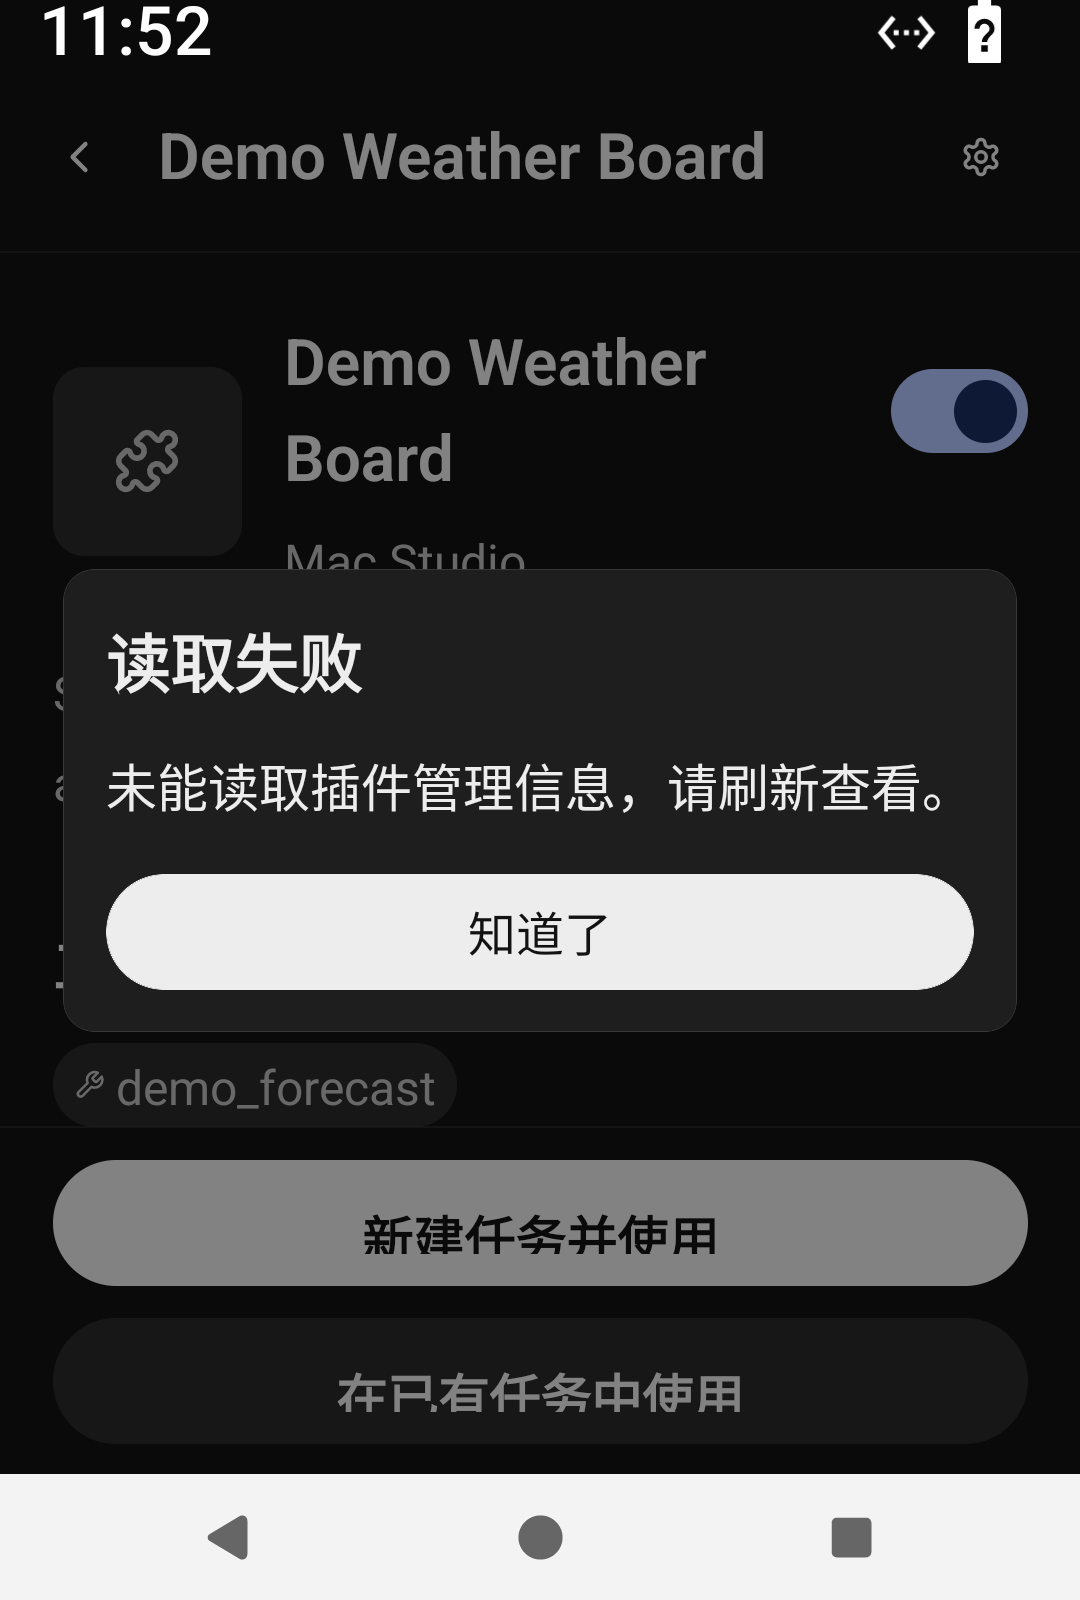 11:52
Demo Weather Board
Demo Weather
Board
Mac Studio
读取失败
未能读取插件管理信息，请刷新查看。
知道了
demo_forecast
新建任务并使用
在已有任务中使用